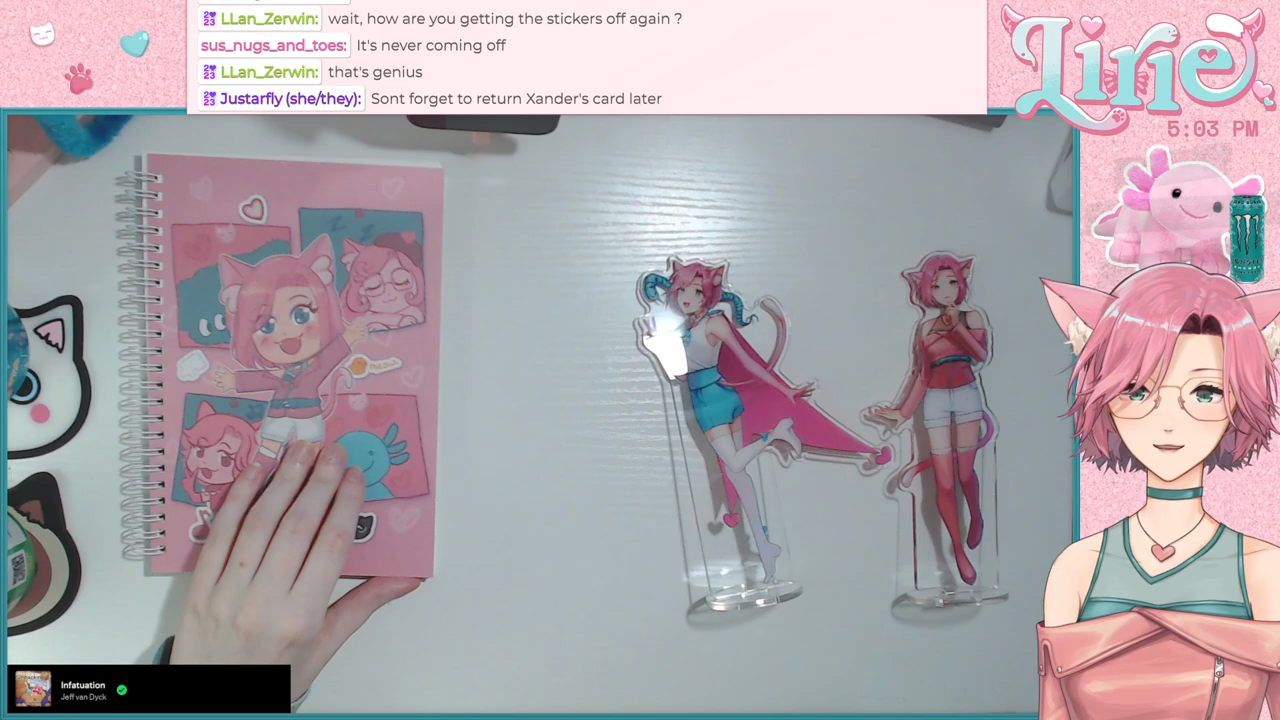 LLan_Zerwin: wait, how are you getting the stickers off again ?
sus_nugs_and_toes: It's never coming off
LLan_Zerwin: that's genius
Justarfly (she/they): Sont forget to return Xander's card later
Lirie
5:03 PM
Infatuation
Jeff van Dyck